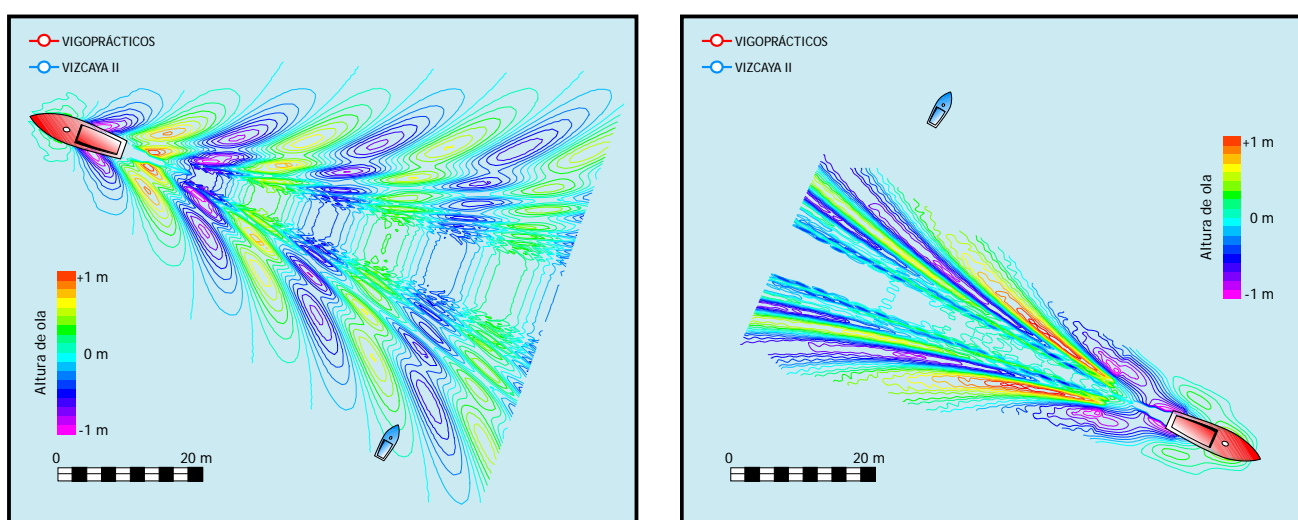 VIGOPRÁCTICOS
VIZCAYA II
Altura de ola
+1 m
0 m
-1 m
0 20 m
VIGOPRÁCTICOS
VIZCAYA II
Altura de ola
+1 m
0 m
-1 m
0 20 m